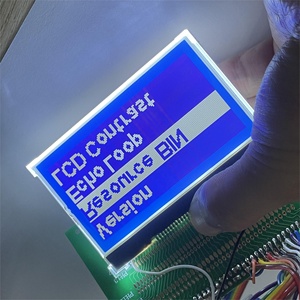 LCD Contrast
Echo Loop
Resource BIN
Version